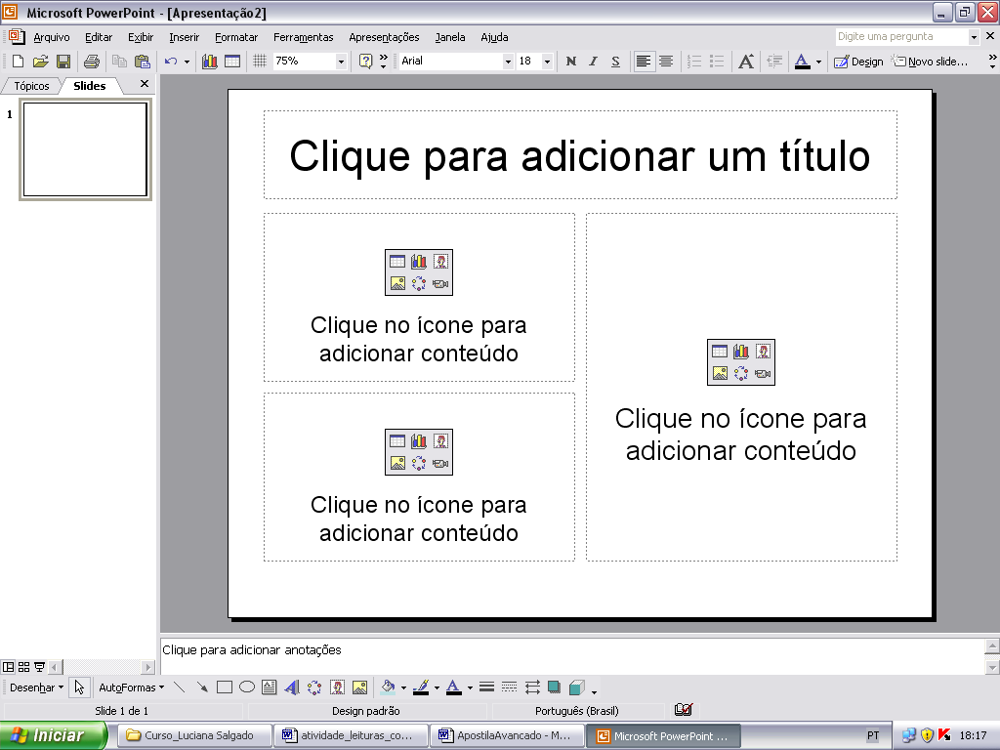 Microsoft PowerPoint - [Apresentação2]
Arquivo Editar Exibir Inserir Formatar Ferramentas Apresentações Janela Ajuda Digite uma pergunta
75% Arial 18 N I S A A Design Novo slide...
Tópicos Slides
1
Clique para adicionar um título
Clique no ícone para
adicionar conteúdo
Clique no ícone para
adicionar conteúdo
Clique no ícone para
adicionar conteúdo
Clique para adicionar anotações
Desenhar AutoFormas A A
Slide 1 de 1 Design padrão Português (Brasil)
Iniciar Curso_Luciana Salgado atividade_leituras_co... ApostilaAvancado - M... Microsoft PowerPoint ... PT 18:17